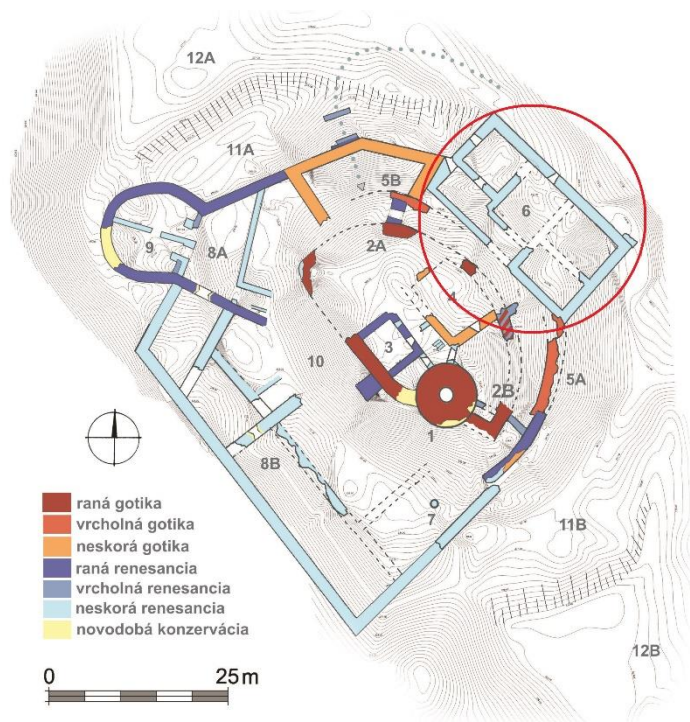 12A
11A
5B
6
2A
9
8A
4
3
10
5A
2B
1
8B
7
11B
12B
raná gotika
vrcholná gotika
neskorá gotika
raná renesancia
vrcholná renesancia
neskorá renesancia
novodobá konzervácia
0 25m